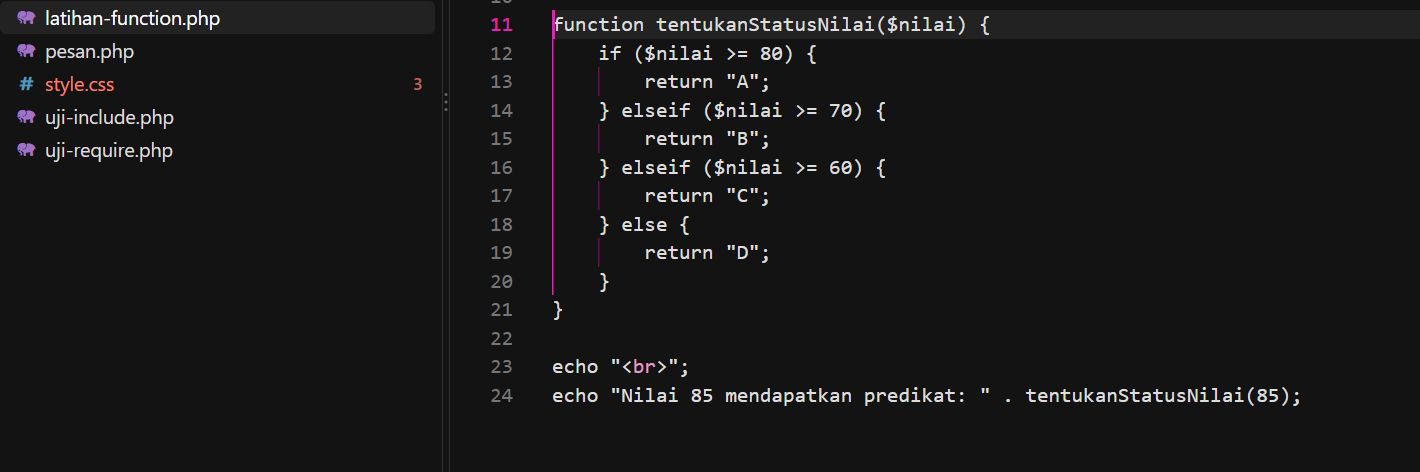 latihan-function.php
pesan.php
# style.css 3
uji-include.php
uji-require.php
11 function tentukanStatusNilai($nilai) {
12     if ($nilai >= 80) {
13         return "A";
14     } elseif ($nilai >= 70) {
15         return "B";
16     } elseif ($nilai >= 60) {
17         return "C";
18     } else {
19         return "D";
20     }
21 }
22
23 echo "<br>";
24 echo "Nilai 85 mendapatkan predikat: " . tentukanStatusNilai(85);